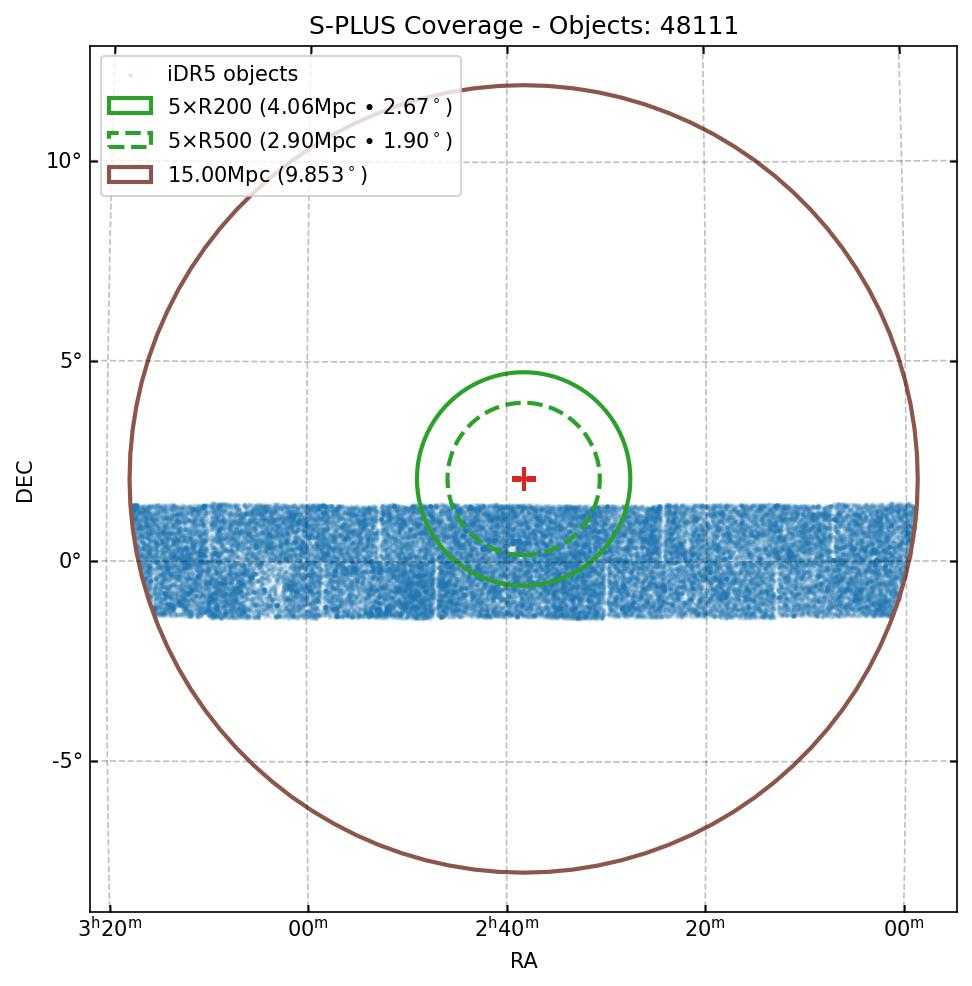 S-PLUS Coverage - Objects: 48111
iDR5 objects
5×R200 (4.06Mpc • 2.67°)
5×R500 (2.90Mpc • 1.90°)
15.00Mpc (9.853°)
10°
5°
0°
-5°
DEC
3ʰ20ᵐ 00ᵐ 2ʰ40ᵐ 20ᵐ 00ᵐ
RA